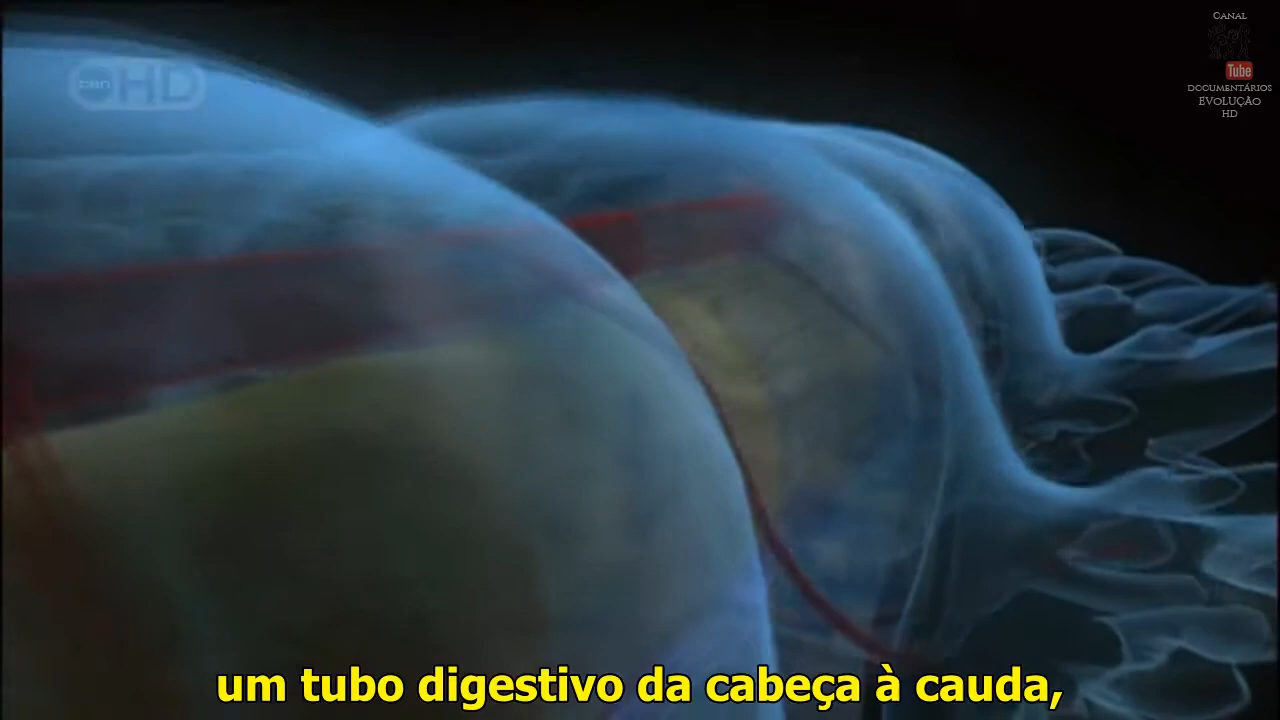 HD
Canal
Tube
DOCUMENTÁRIOS
EVOLUÇÃO
HD
um tubo digestivo da cabeça à cauda,